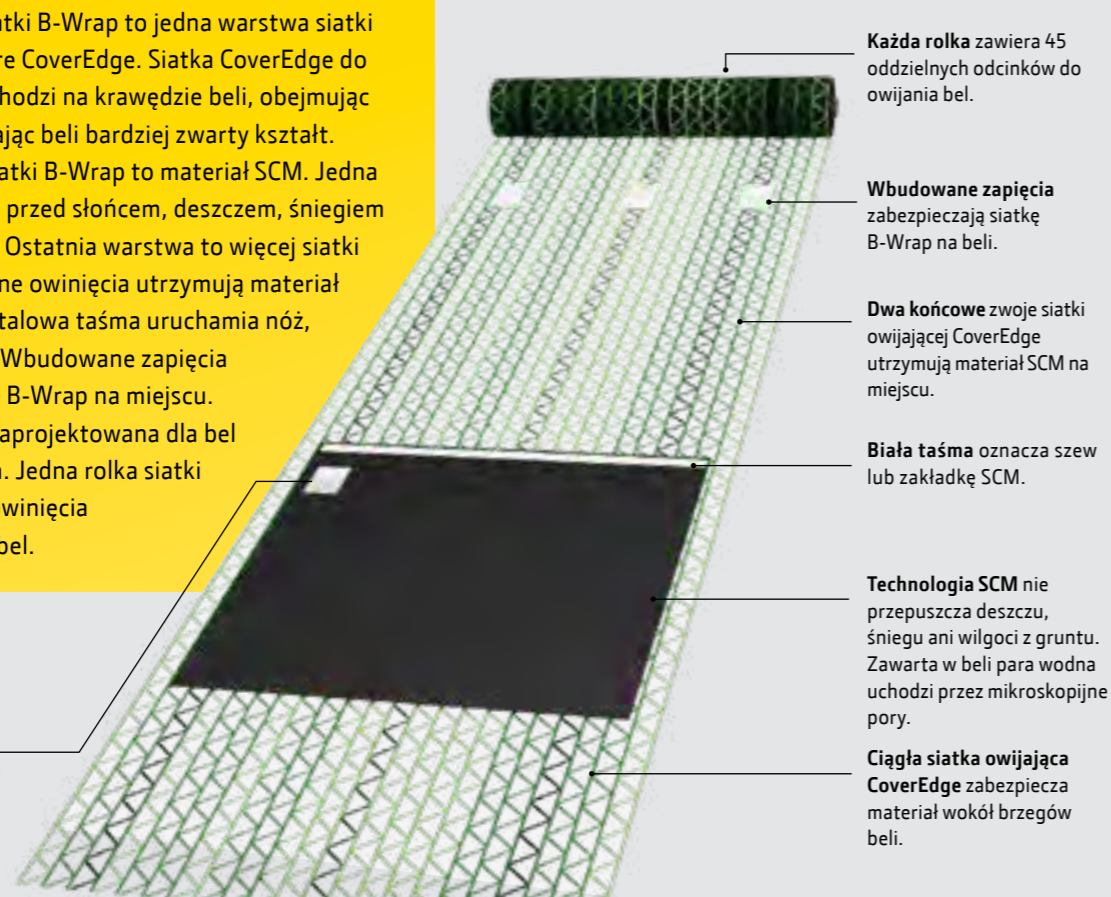 atki B-Wrap to jedna warstwa siatki
re CoverEdge. Siatka CoverEdge do
hodzi na krawędzie beli, obejmując
ając beli bardziej zwarty kształt.
atki B-Wrap to materiał SCM. Jedna
przed słońcem, deszczem, śniegiem
Ostatnia warstwa to więcej siatki
ne owinięcia utrzymują materiał
talowa taśma uruchamia nóż,
Wbudowane zapięcia
B-Wrap na miejscu.
aprojektowana dla bel
. Jedna rolka siatki
owinięcia
bel.
Każda rolka zawiera 45
oddzielnych odcinków do
owijania bel.
Wbudowane zapięcia
zabezpieczają siatkę
B-Wrap na beli.
Dwa końcowe zwoje siatki
owijającej CoverEdge
utrzymują materiał SCM na
miejscu.
Biała taśma oznacza szew
lub zakładkę SCM.
Technologia SCM nie
przepuszcza deszczu,
śniegu ani wilgoci z gruntu.
Zawarta w beli para wodna
uchodzi przez mikroskopijne
pory.
Ciągła siatka owijająca
CoverEdge zabezpiecza
materiał wokół brzegów
beli.